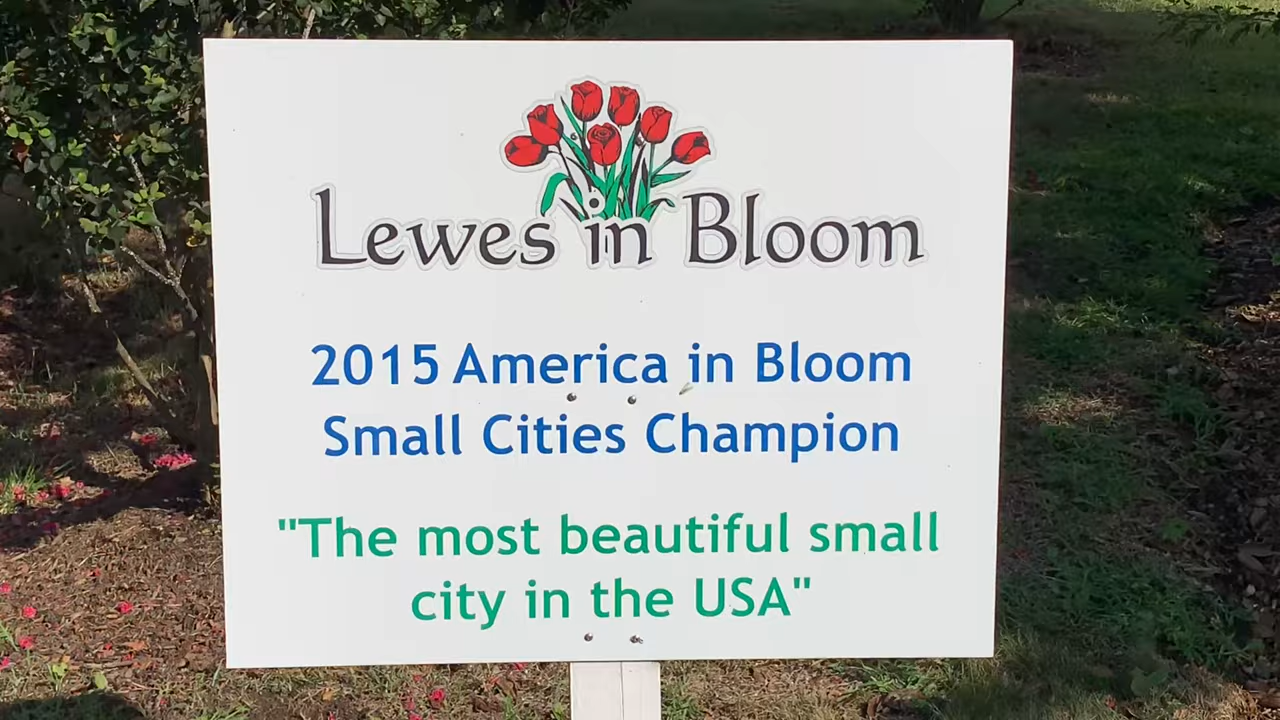 Lewes in Bloom
2015 America in Bloom
Small Cities Champion
"The most beautiful small
city in the USA"